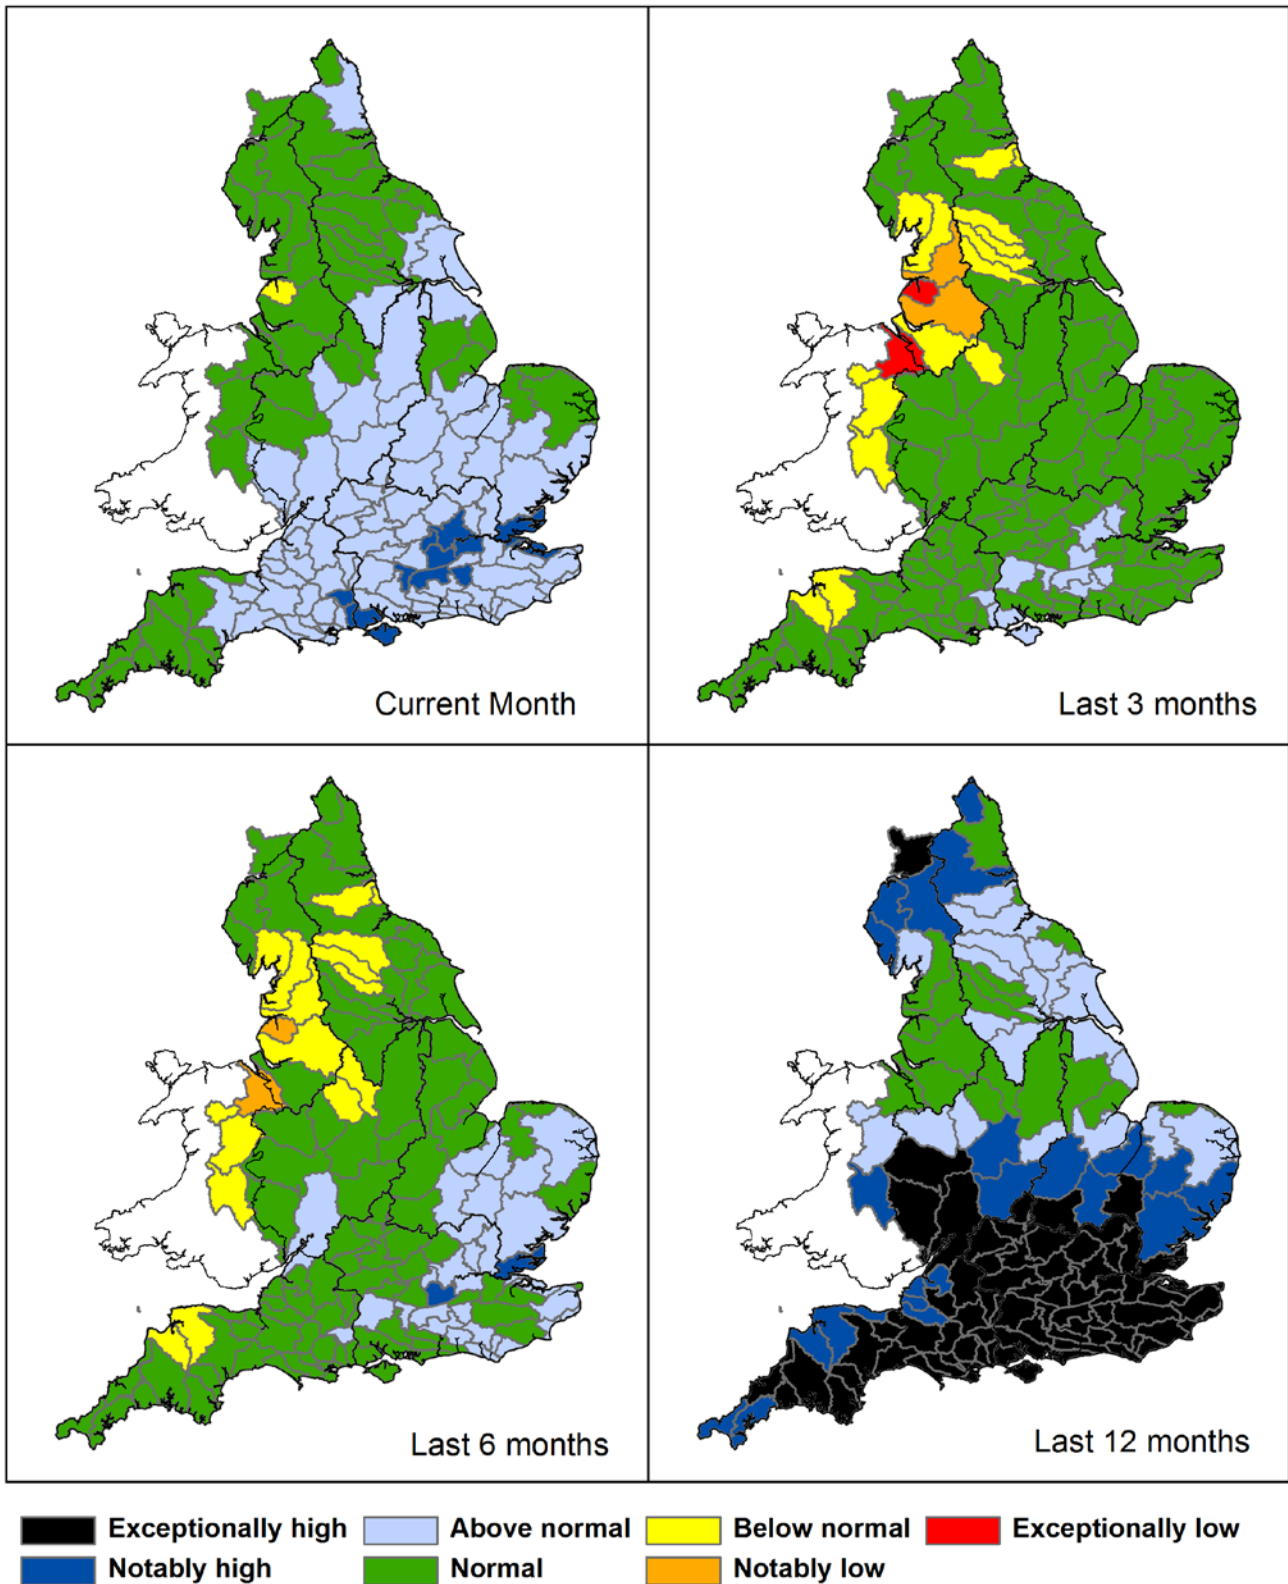 Current Month
Last 3 months
Last 6 months
Last 12 months
Exceptionally high
Above normal
Below normal
Exceptionally low
Notably high
Normal
Notably low